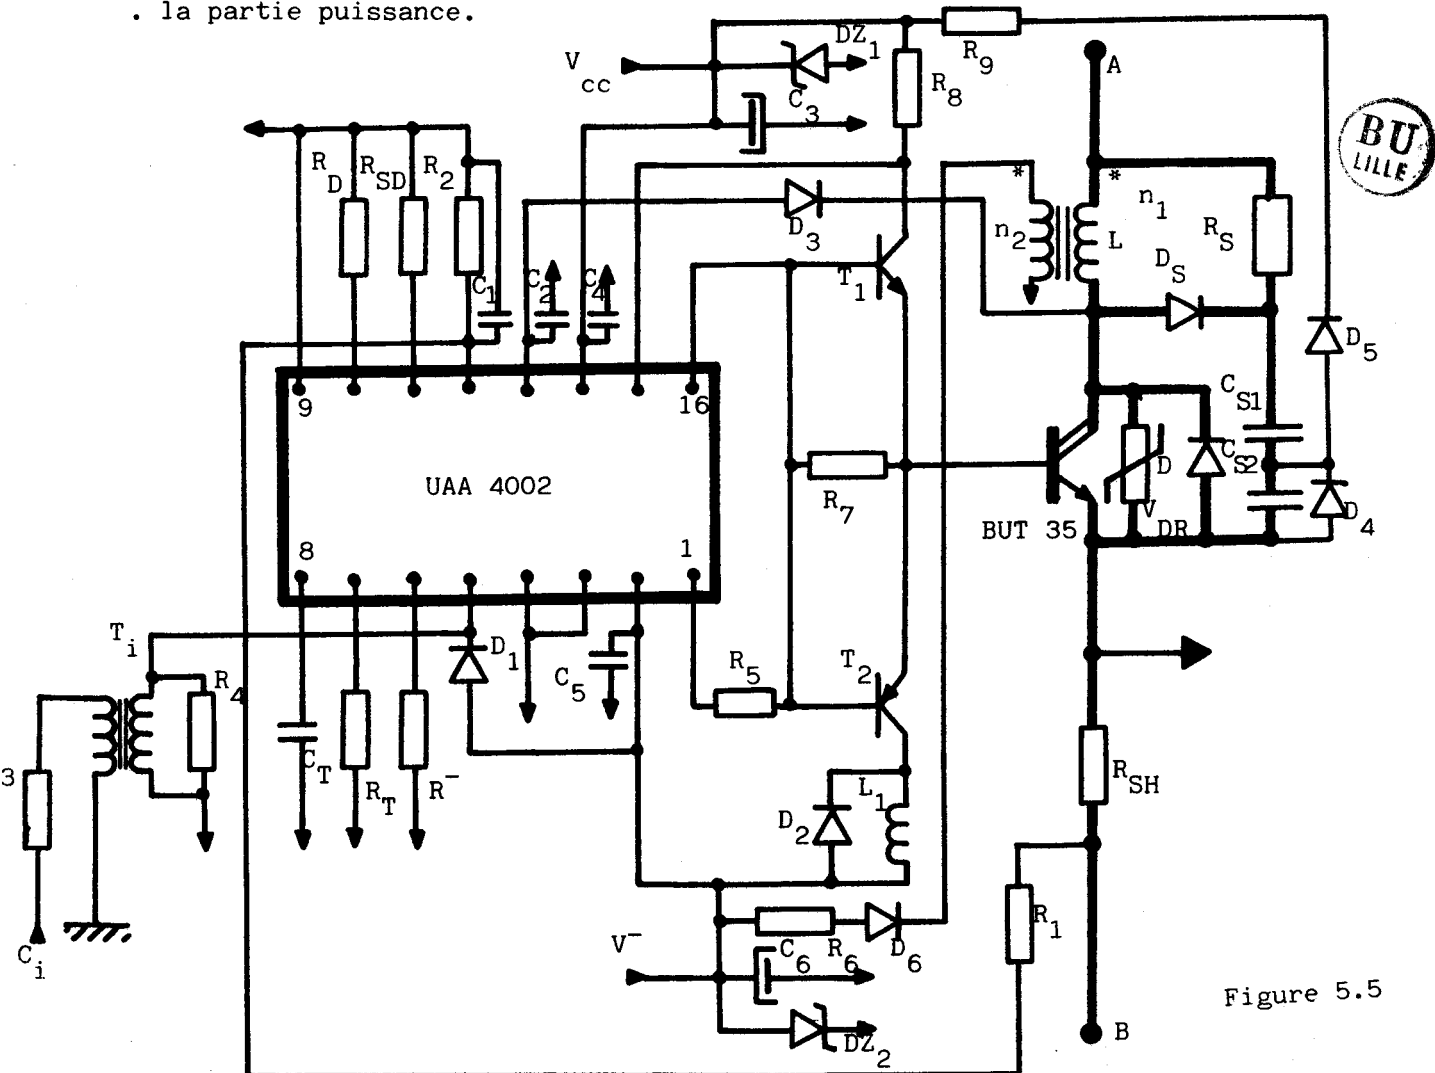 . la partie puissance.
DZ1
Vcc
C3
R9
R8
A
BU
LILLE
RD
RSD
R2
D3
*
*
n1
n2
L
RS
DS
C1
C2
C4
T1
D5
9
16
CS1
CS2
UAA 4002
R7
D
V
DR
D4
BUT 35
8
1
Ti
D1
R5
T2
C5
R4
3
CT
RT
R-
L1
D2
RSH
V-
C6
R6
D6
R1
Ci
DZ2
B
Figure 5.5